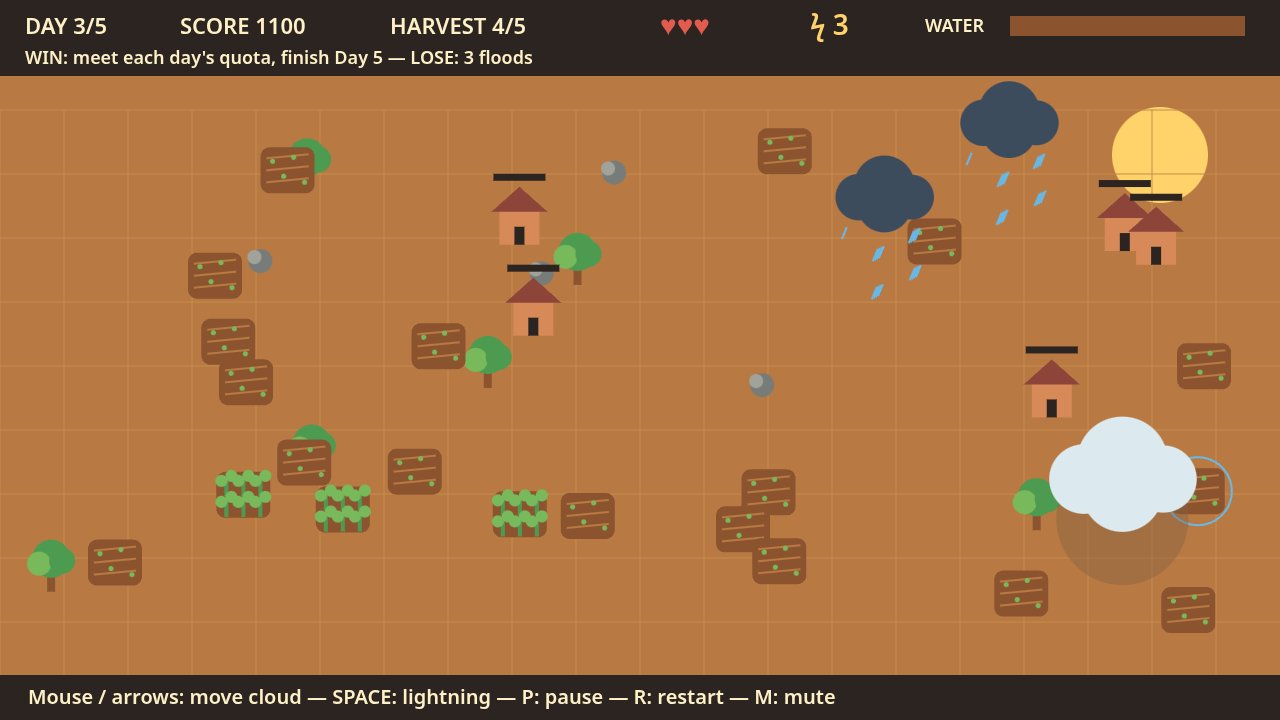 DAY 3/5 SCORE 1100 HARVEST 4/5 ♥♥♥ ϟ 3 WATER
WIN: meet each day's quota, finish Day 5 — LOSE: 3 floods
Mouse / arrows: move cloud — SPACE: lightning — P: pause — R: restart — M: mute